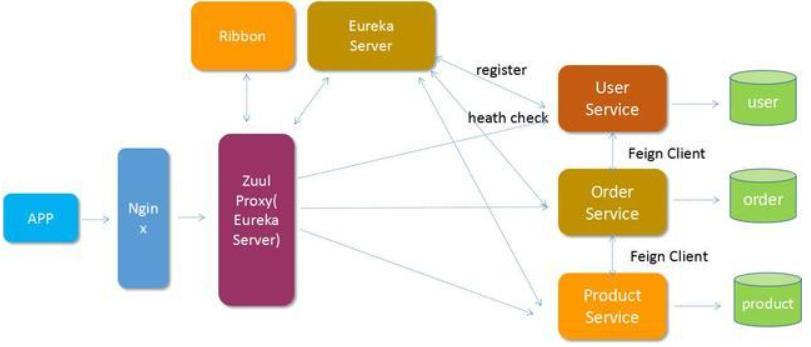 Ribbon
Eureka
Server
register
User
Service
user
heath check
Feign Client
Zuul
Proxy(
Eureka
Server)
APP
Ngin
x
Order
Service
order
Feign Client
Product
Service
product